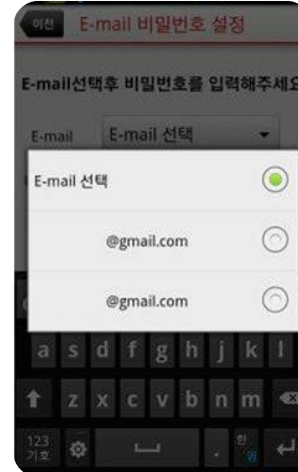 이전
E-mail 비밀번호 설정
E-mail선택후 비밀번호를 입력해주세요
E-mail
E-mail 선택
E-mail 선택
@gmail.com
@gmail.com
a s d f g h j k l
z x c v b n m
123
기호
.
한
영